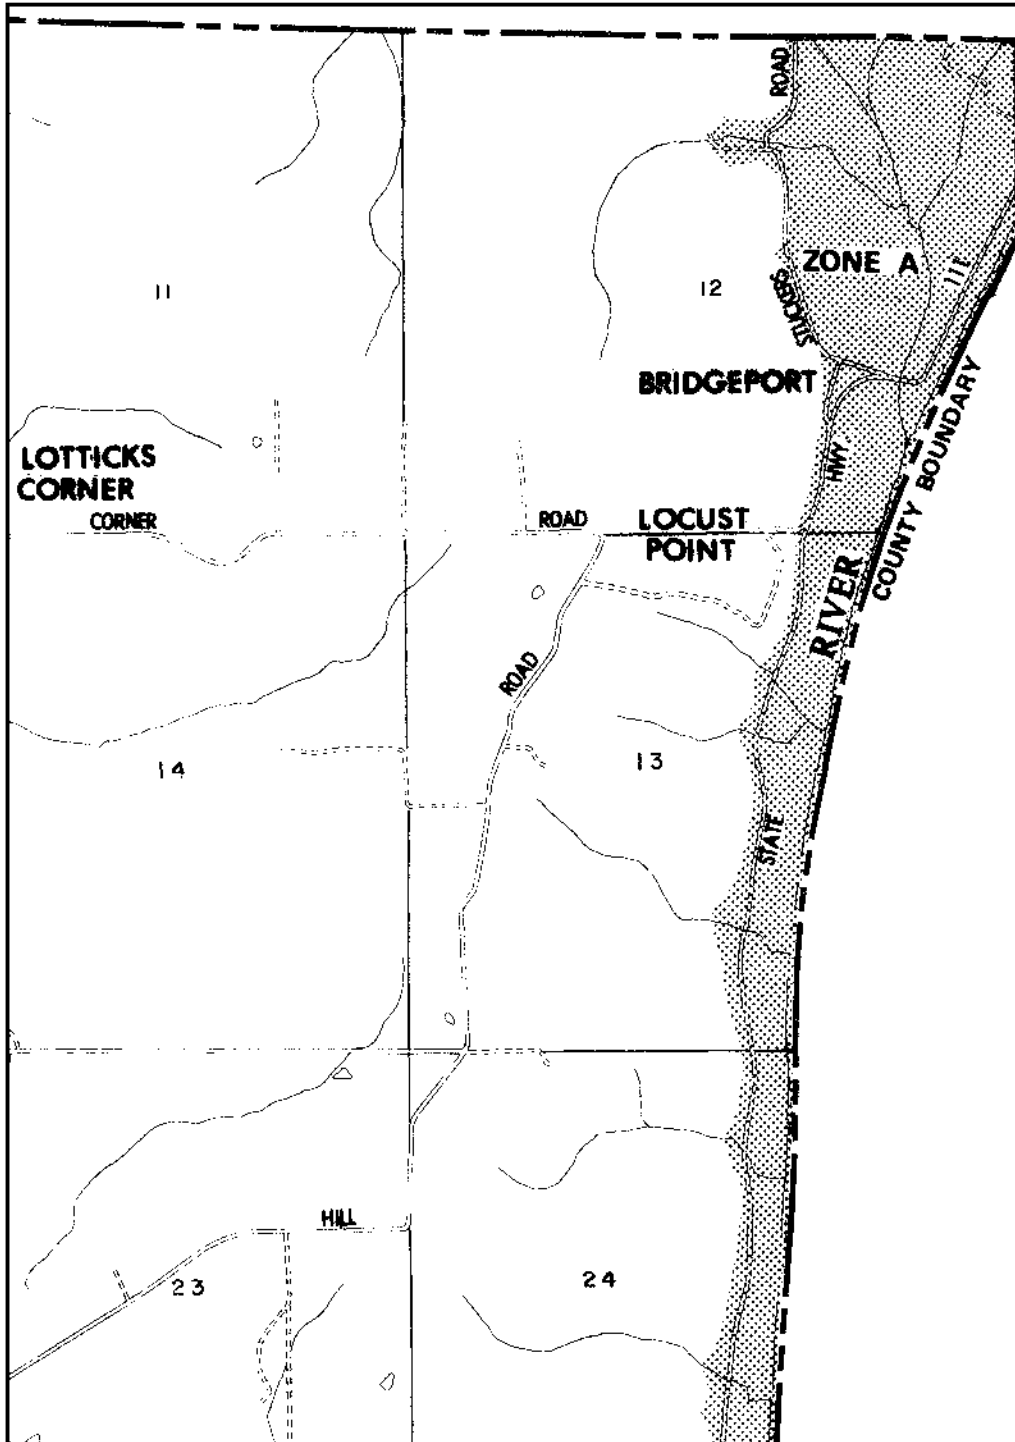 ROAD
ZONE A
111
11
12
STUCKERS
BRIDGEPORT
COUNTY BOUNDARY
LOTTICKS
CORNER
HWY
CORNER
ROAD
LOCUST
POINT
RIVER
ROAD
14
13
STATE
HILL
23
24